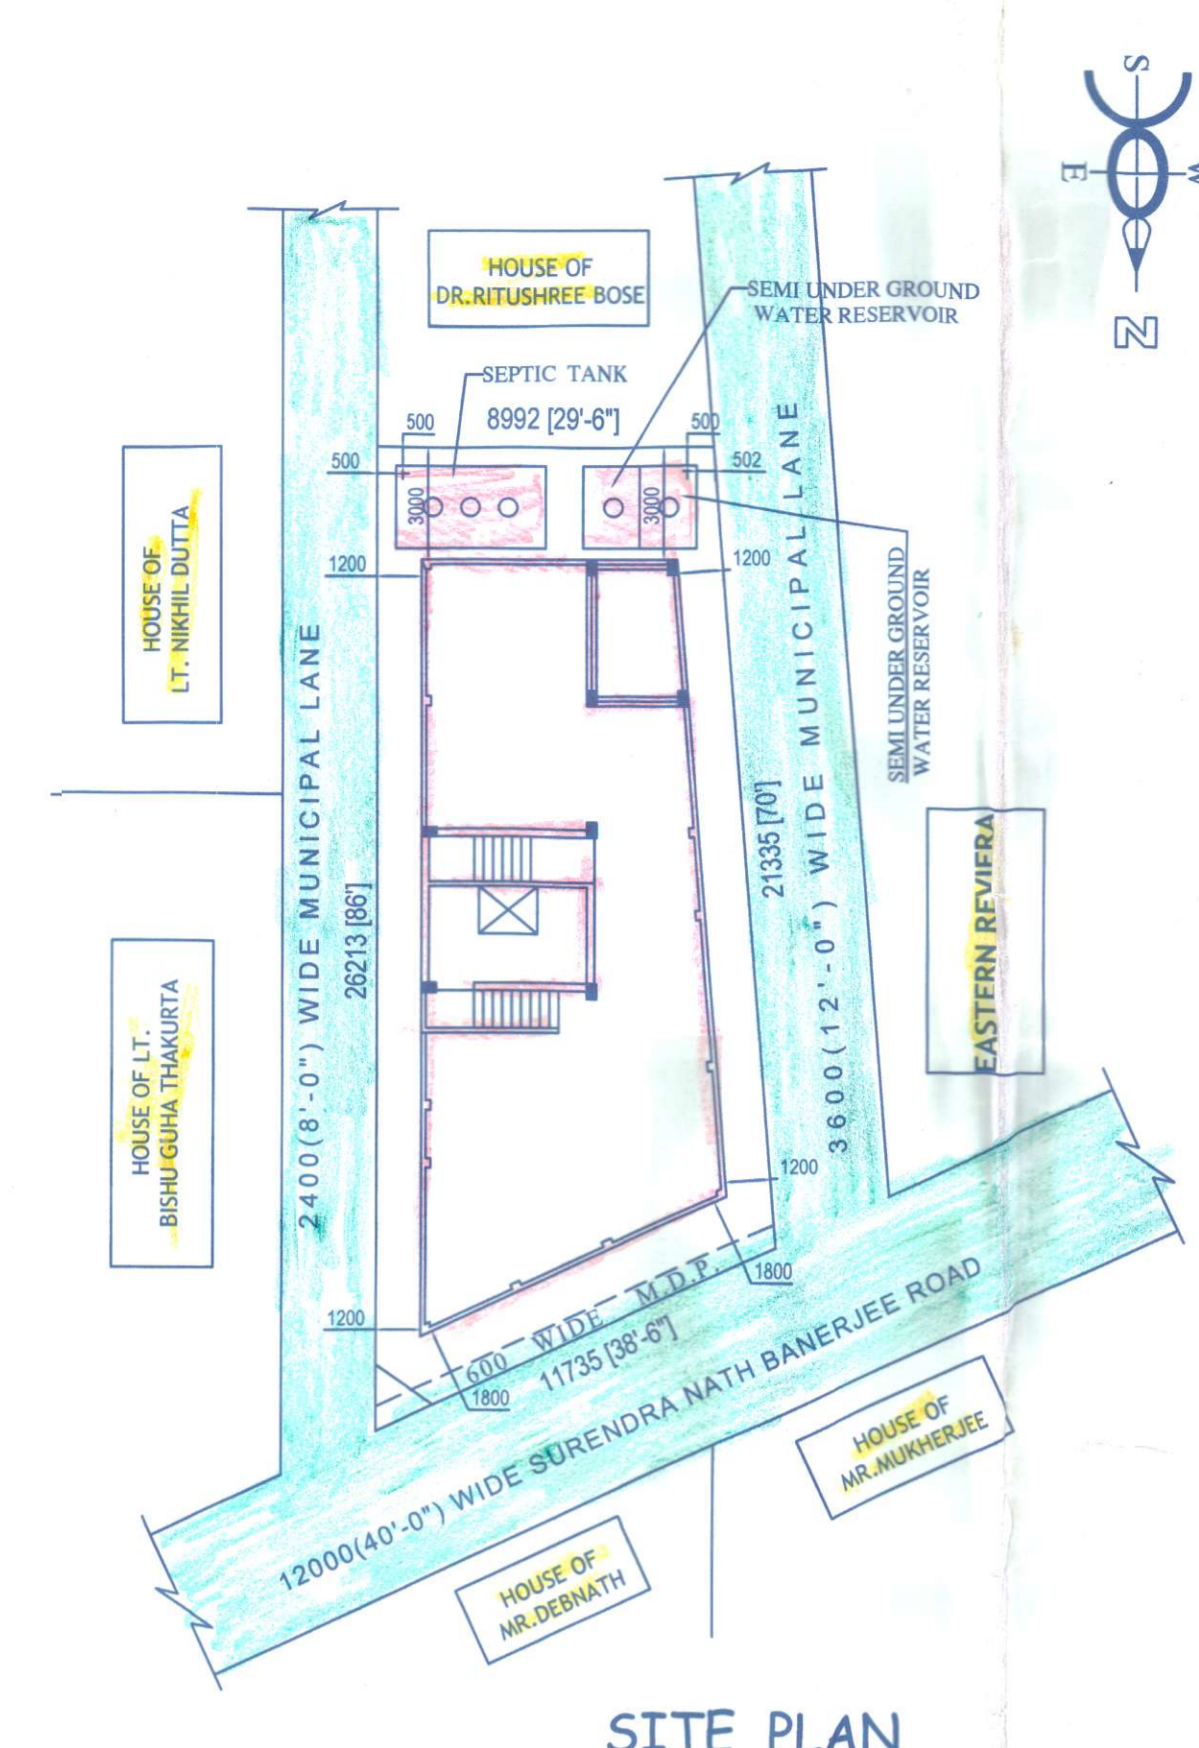 S
E
W
N
HOUSE OF
DR.RITUSHREE BOSE
SEMI UNDER GROUND
WATER RESERVOIR
SEPTIC TANK
8992 [29'-6"]
500
500
500
502
3000
3000
1200
1200
HOUSE OF
LT. NIKHIL DUTTA
2400(8'-0") WIDE MUNICIPAL LANE
26213 [86']
3600(12'-0") WIDE MUNICIPAL LANE
21335 [70']
SEMI UNDER GROUND
WATER RESERVOIR
EASTERN REVIERA
HOUSE OF LT.
BISHU GUHA THAKURTA
1200
1200
1800
1800
600 WIDE M.D.P.
11735 [38'-6"]
12000(40'-0") WIDE SURENDRA NATH BANERJEE ROAD
HOUSE OF
MR.MUKHERJEE
HOUSE OF
MR.DEBNATH
SITE PLAN